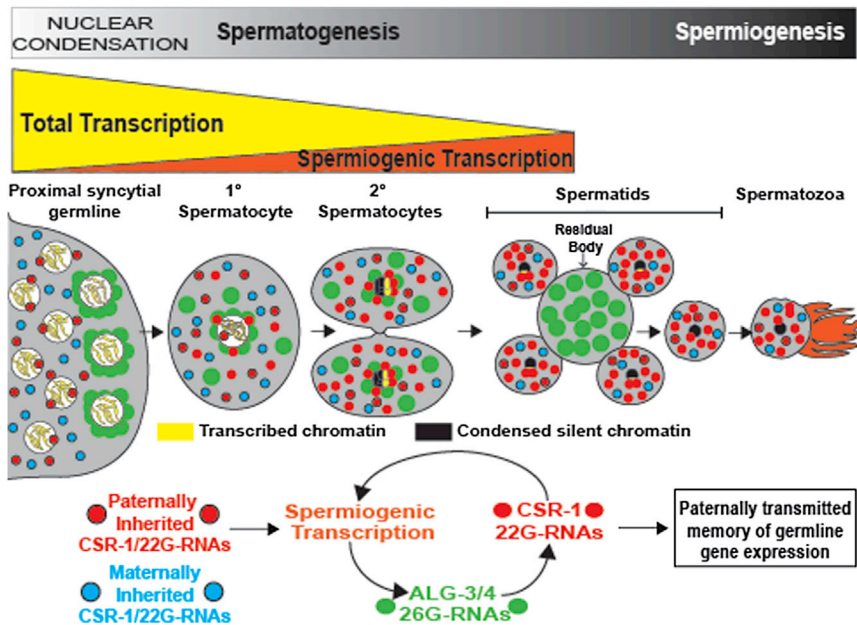 NUCLEAR
CONDENSATION
Spermatogenesis
Spermiogenesis
Total Transcription
Spermiogenic Transcription
Proximal syncytial
germline
1°
Spermatocyte
2°
Spermatocytes
Spermatids
Spermatozoa
Residual
Body
Transcribed chromatin
Condensed silent chromatin
Paternally
Inherited
CSR-1/22G-RNAs
Maternally
Inherited
CSR-1/22G-RNAs
Spermiogenic
Transcription
ALG-3/4
26G-RNAs
CSR-1
22G-RNAs
Paternally transmitted
memory of germline
gene expression